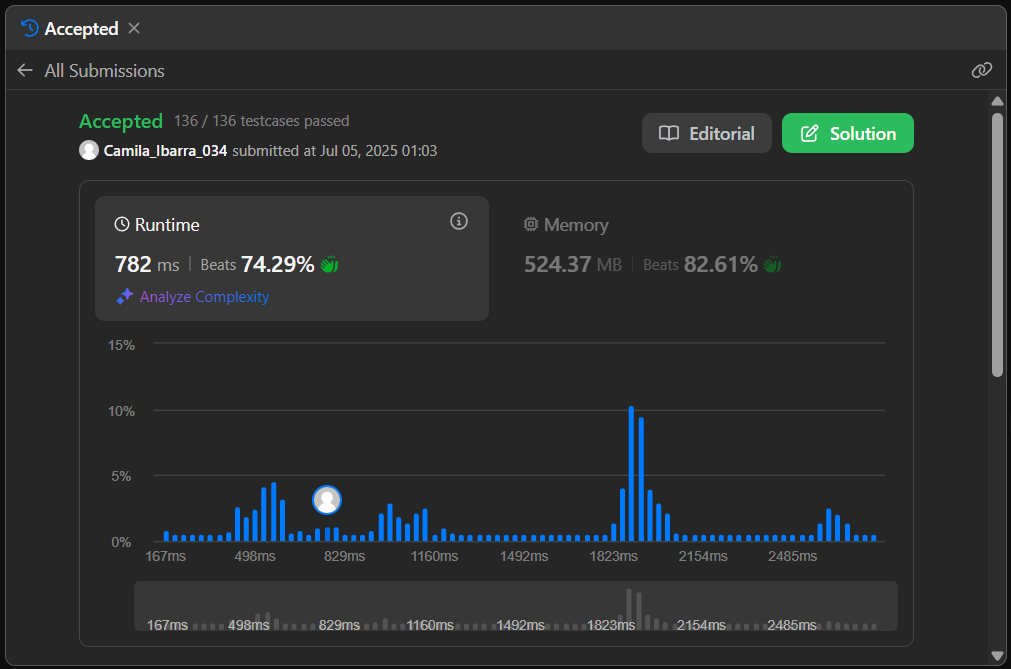 Accepted
All Submissions
Accepted 136 / 136 testcases passed
Camila_Ibarra_034 submitted at Jul 05, 2025 01:03
Editorial
Solution
Runtime
782 ms | Beats 74.29%
Analyze Complexity
Memory
524.37 MB | Beats 82.61%
15%
10%
5%
0%
167ms 498ms 829ms 1160ms 1492ms 1823ms 2154ms 2485ms
167ms 498ms 829ms 1160ms 1492ms 1823ms 2154ms 2485ms